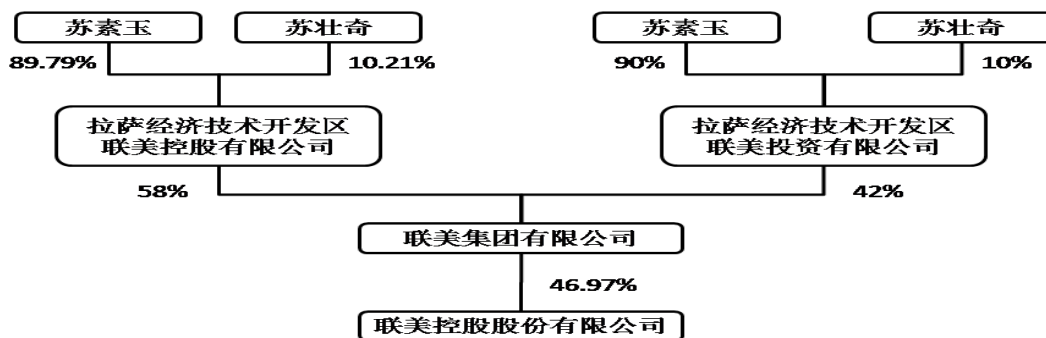 苏素玉
苏壮奇
苏素玉
苏壮奇
89.79%
10.21%
90%
10%
拉萨经济技术开发区
联美控股有限公司
拉萨经济技术开发区
联美投资有限公司
58%
42%
联美集团有限公司
46.97%
联美控股股份有限公司